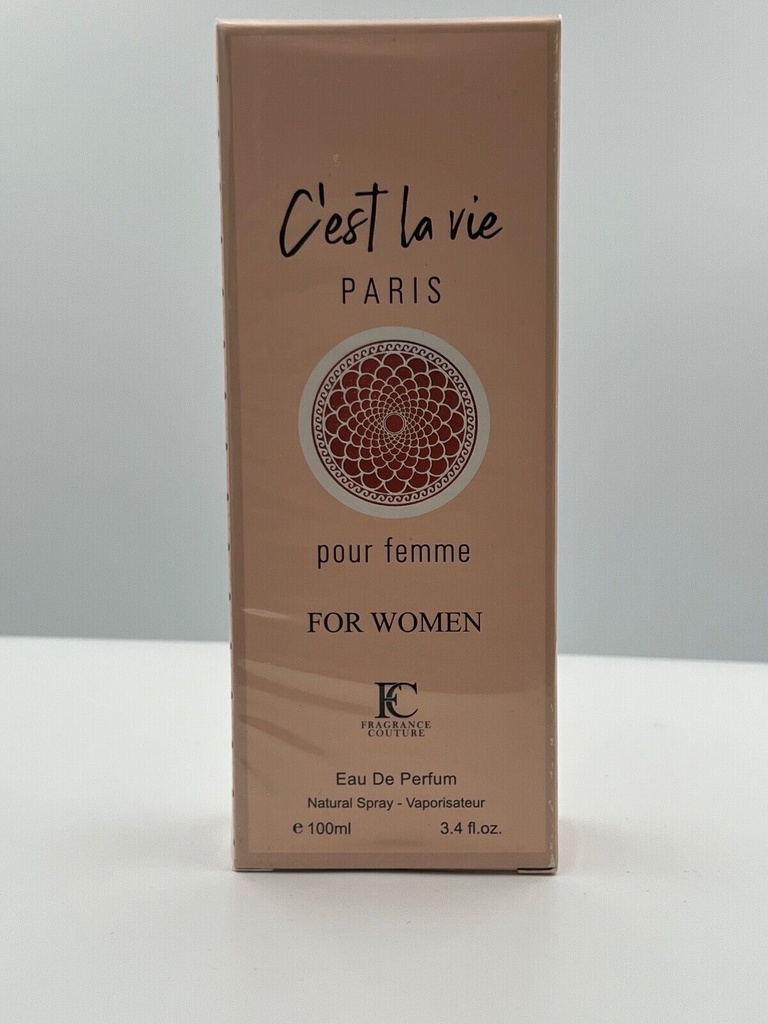 C'est la vie
PARIS
pour femme
FOR WOMEN
FC
FRAGRANCE
COUTURE
Eau De Perfum
Natural Spray - Vaporisateur
℮ 100ml 3.4 fl.oz.